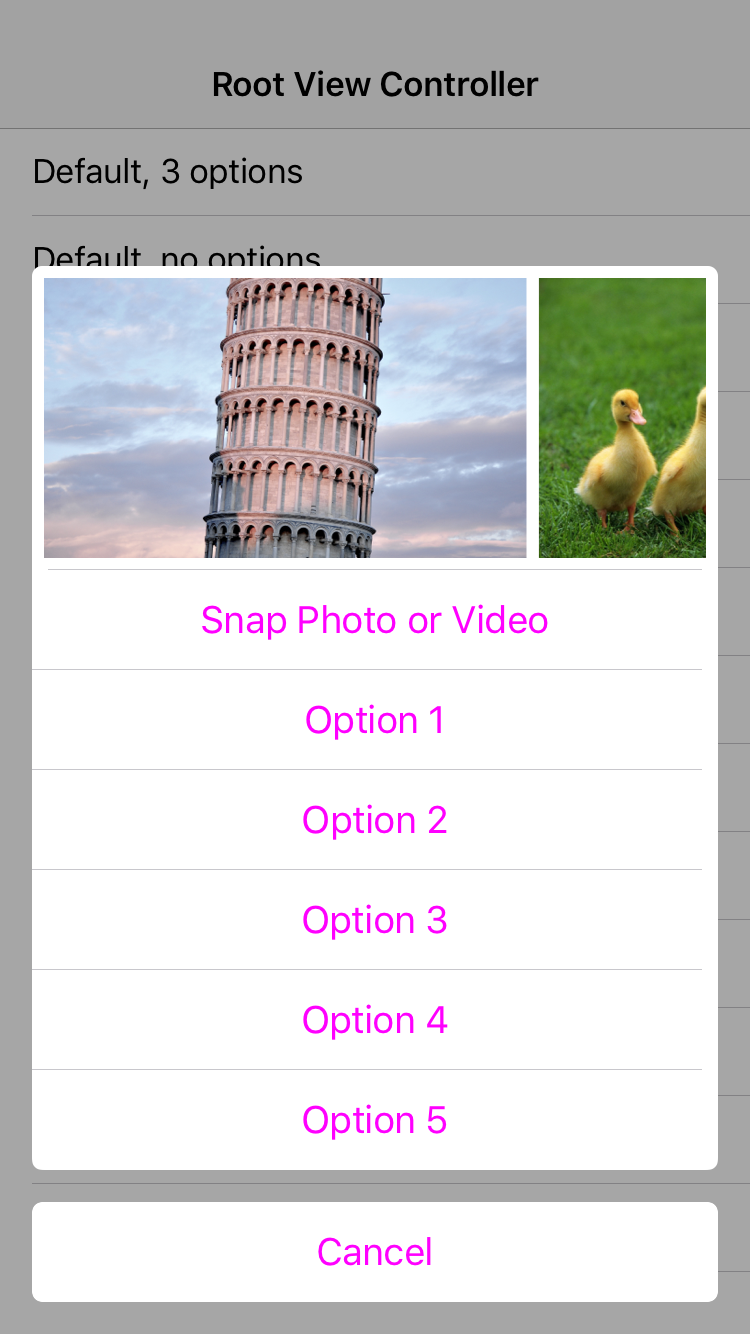 Root View Controller
Default, 3 options
Default, no options
Snap Photo or Video
Option 1
Option 2
Option 3
Option 4
Option 5
Cancel